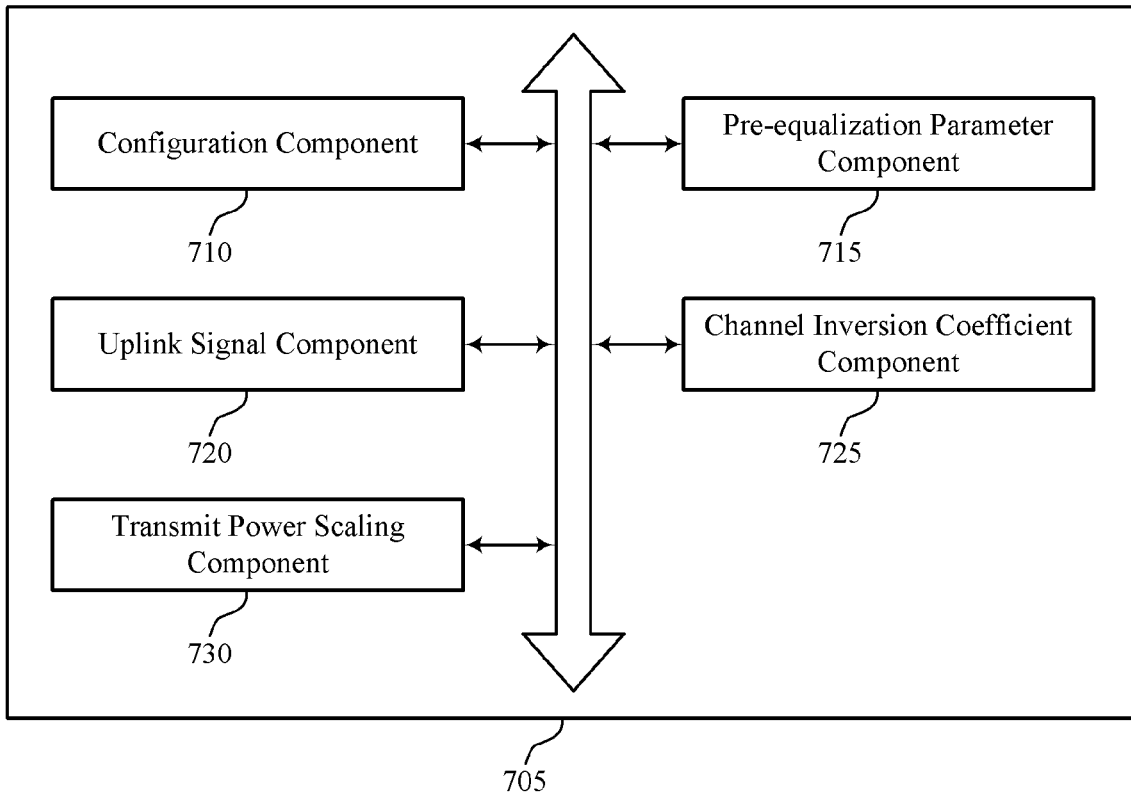 Configuration Component
710
Pre-equalization Parameter
Component
715
Uplink Signal Component
720
Channel Inversion Coefficient
Component
725
Transmit Power Scaling
Component
730
705